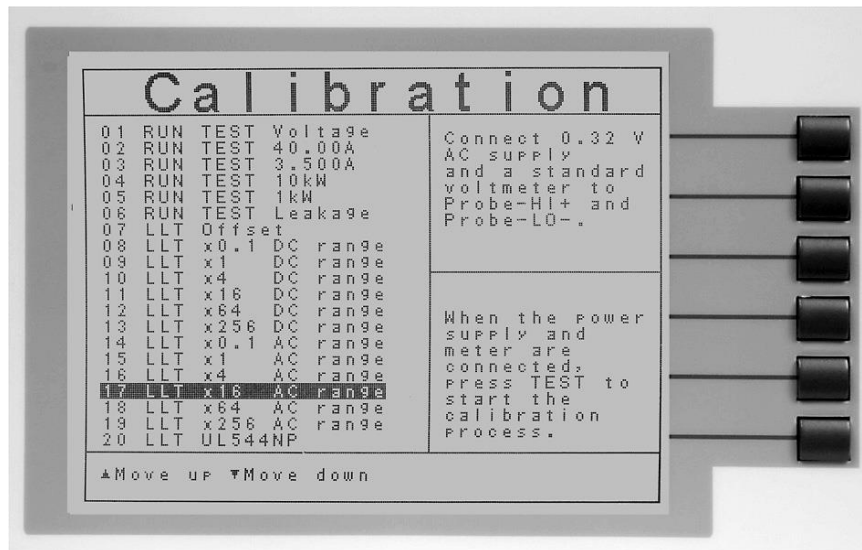 Calibration
01 RUN TEST Voltage
02 RUN TEST 40.00A
03 RUN TEST 3.500A
04 RUN TEST 10kW
05 RUN TEST 1kW
06 RUN TEST Leakage
07 LLT Offset
08 LLT x0.1 DC range
09 LLT x1 DC range
10 LLT x4 DC range
11 LLT x16 DC range
12 LLT x64 DC range
13 LLT x256 DC range
14 LLT x0.1 AC range
15 LLT x1 AC range
16 LLT x4 AC range
17 LLT x16 AC range
18 LLT x64 AC range
19 LLT x256 AC range
20 LLT UL544NP
Connect 0.32 V
AC supply
and a standard
voltmeter to
Probe-HI+ and
Probe-LO-.
When the power
supply and
meter are
connected,
press TEST to
start the
calibration
process.
▲Move up ▼Move down